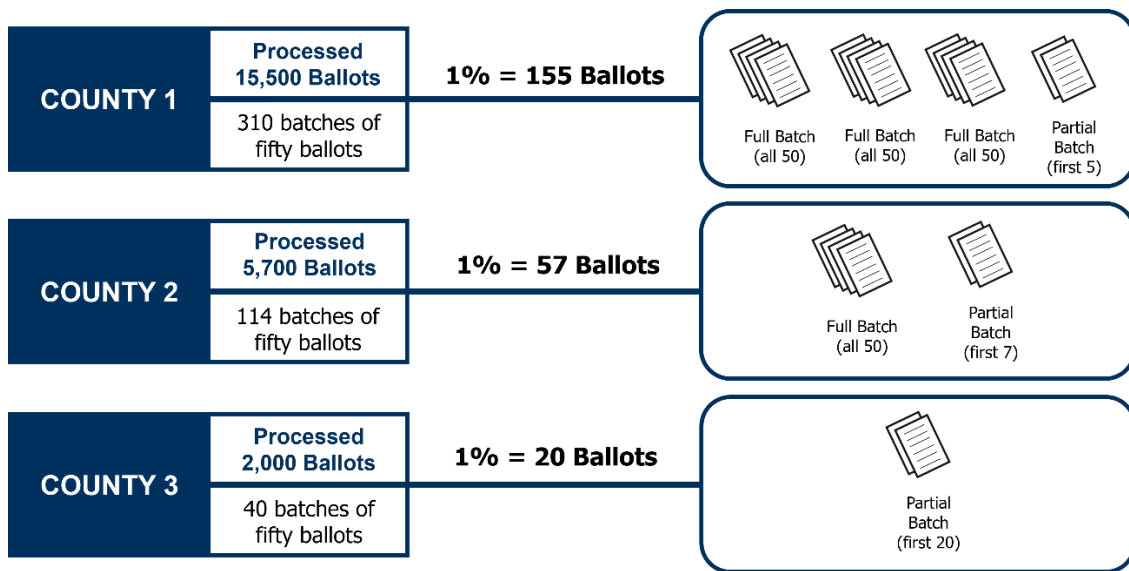 COUNTY 1
Processed
15,500 Ballots
310 batches of
fifty ballots
1% = 155 Ballots
Full Batch
(all 50)
Full Batch
(all 50)
Full Batch
(all 50)
Partial
Batch
(first 5)
COUNTY 2
Processed
5,700 Ballots
114 batches of
fifty ballots
1% = 57 Ballots
Full Batch
(all 50)
Partial
Batch
(first 7)
COUNTY 3
Processed
2,000 Ballots
40 batches of
fifty ballots
1% = 20 Ballots
Partial
Batch
(first 20)